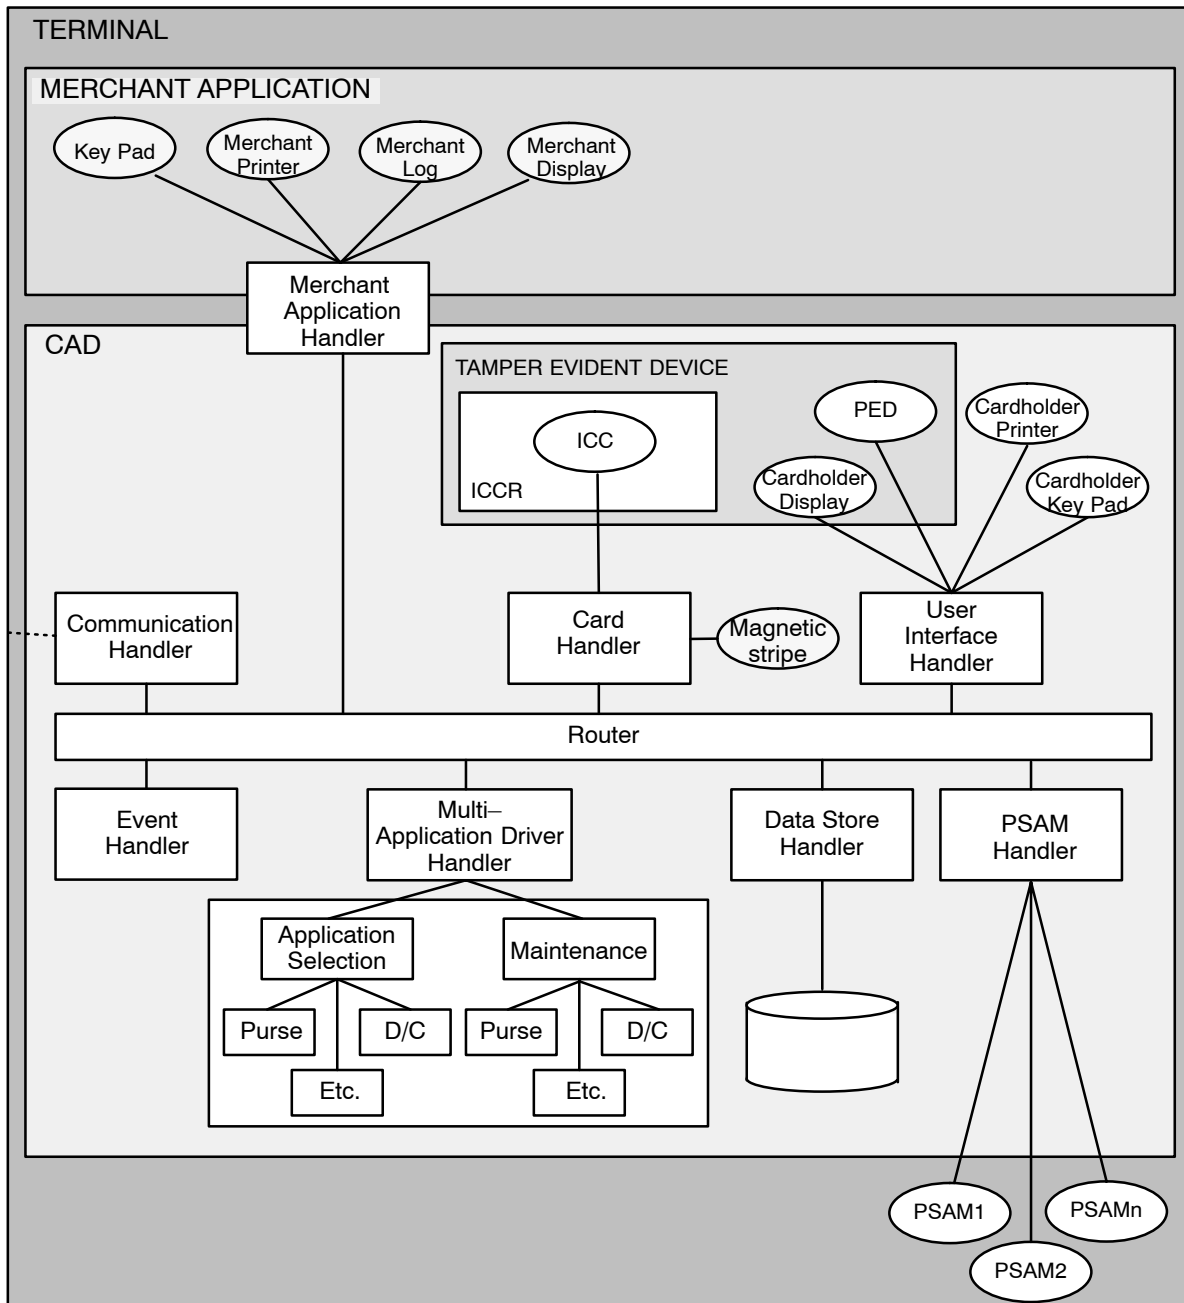 TERMINAL
MERCHANT APPLICATION
Key Pad
Merchant
Printer
Merchant
Log
Merchant
Display
Merchant
Application
Handler
CAD
TAMPER EVIDENT DEVICE
ICC
ICCR
PED
Cardholder
Display
Cardholder
Printer
Cardholder
Key Pad
Communication
Handler
Card
Handler
Magnetic
stripe
User
Interface
Handler
Router
Event
Handler
Multi–
Application Driver
Handler
Data Store
Handler
PSAM
Handler
Application
Selection
Maintenance
Purse
D/C
Purse
D/C
Etc.
Etc.
PSAM1
PSAMn
PSAM2